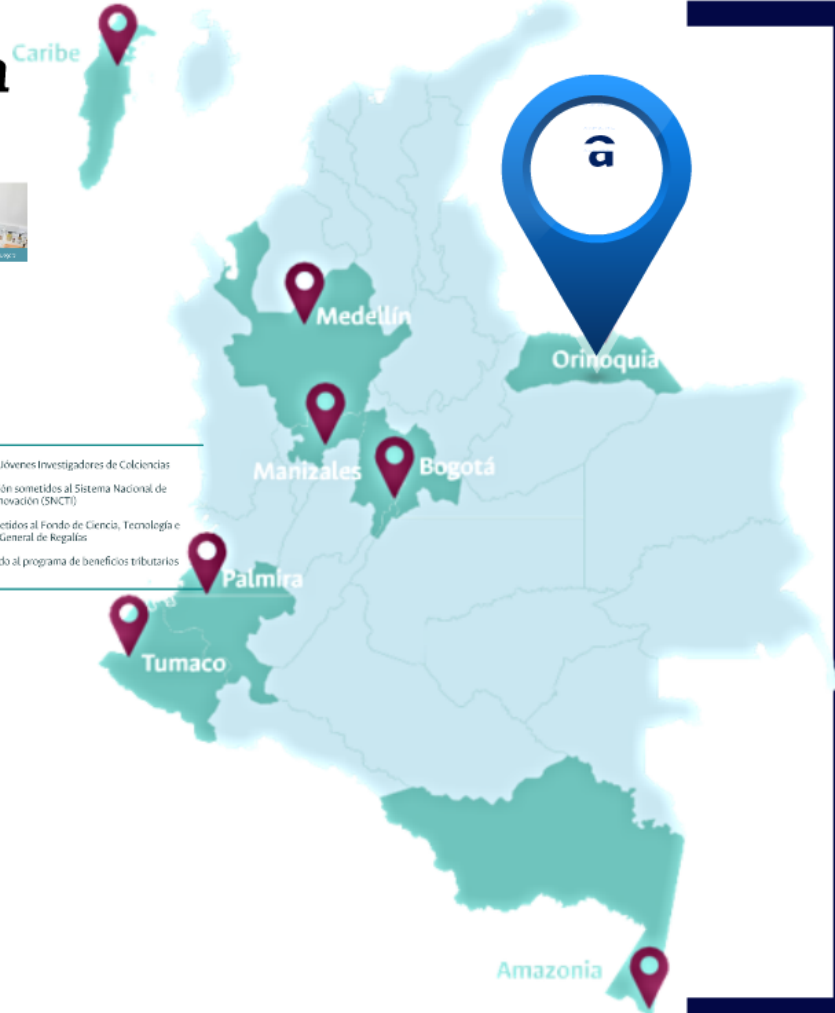 Caribe
a
Medellín
Orinoquia
Manizales
Bogotá
Jóvenes Investigadores de Colciencias
ón sometidos al Sistema Nacional de
novación (SNCTI)
etidos al Fondo de Ciencia, Tecnología e
General de Regalías
do al programa de beneficios tributarios
Palmira
Tumaco
Amazonia